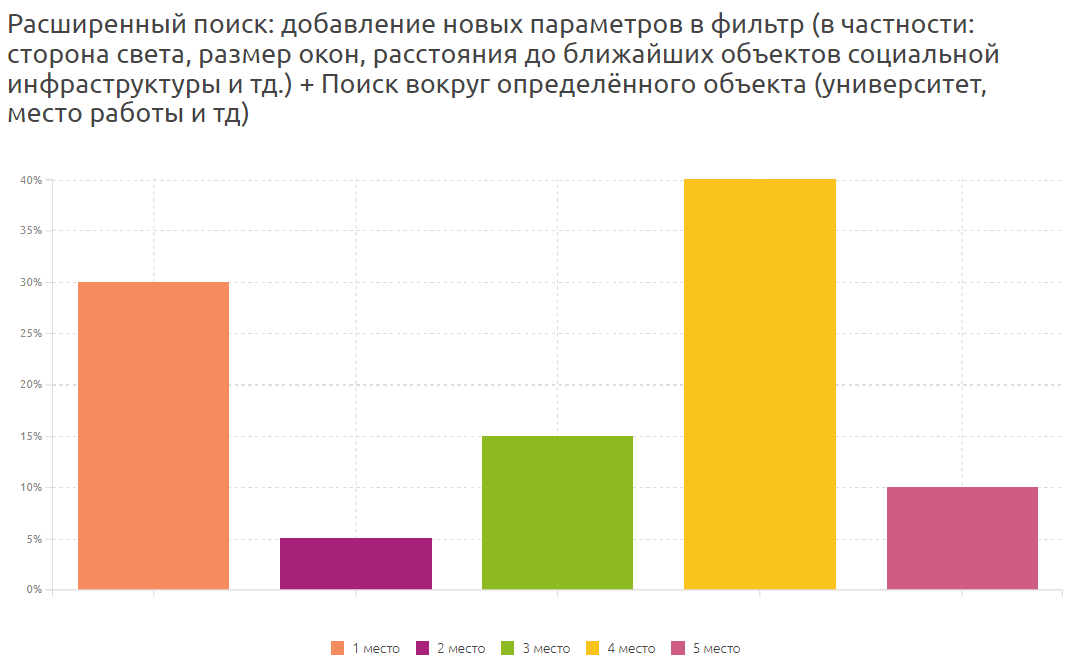 Расширенный поиск: добавление новых параметров в фильтр (в частности:
сторона света, размер окон, расстояния до ближайших объектов социальной
инфраструктуры и тд.) + Поиск вокруг определённого объекта (университет,
место работы и тд)
40%
35%
30%
25%
20%
15%
10%
5%
0%
1 место 2 место 3 место 4 место 5 место